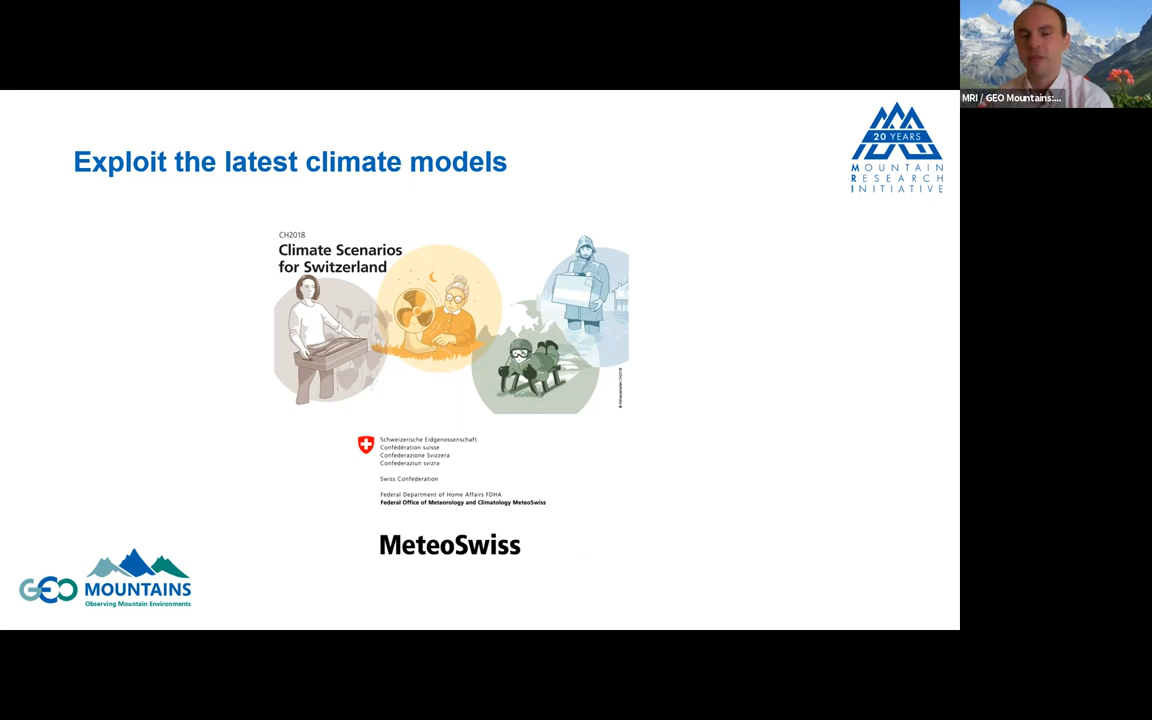 MRI / GEO Mountains:...
20 YEARS
MOUNTAIN
RESEARCH
INITIATIVE
Exploit the latest climate models
CH2018
Climate Scenarios
for Switzerland
Schweizerische Eidgenossenschaft
Confédération suisse
Confederazione Svizzera
Confederaziun svizra
Swiss Confederation
Federal Department of Home Affairs FDHA
Federal Office of Meteorology and Climatology MeteoSwiss
MeteoSwiss
GEO MOUNTAINS
Observing Mountain Environments